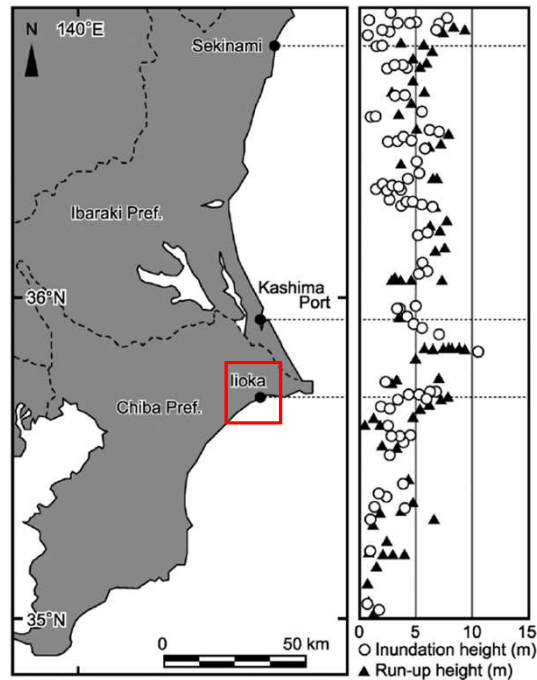 N
140°E
Sekinami
Ibaraki Pref.
36°N
Kashima
Port
Iioka
Chiba Pref.
35°N
0
50 km
0
5
10
15
Inundation height (m)
Run-up height (m)